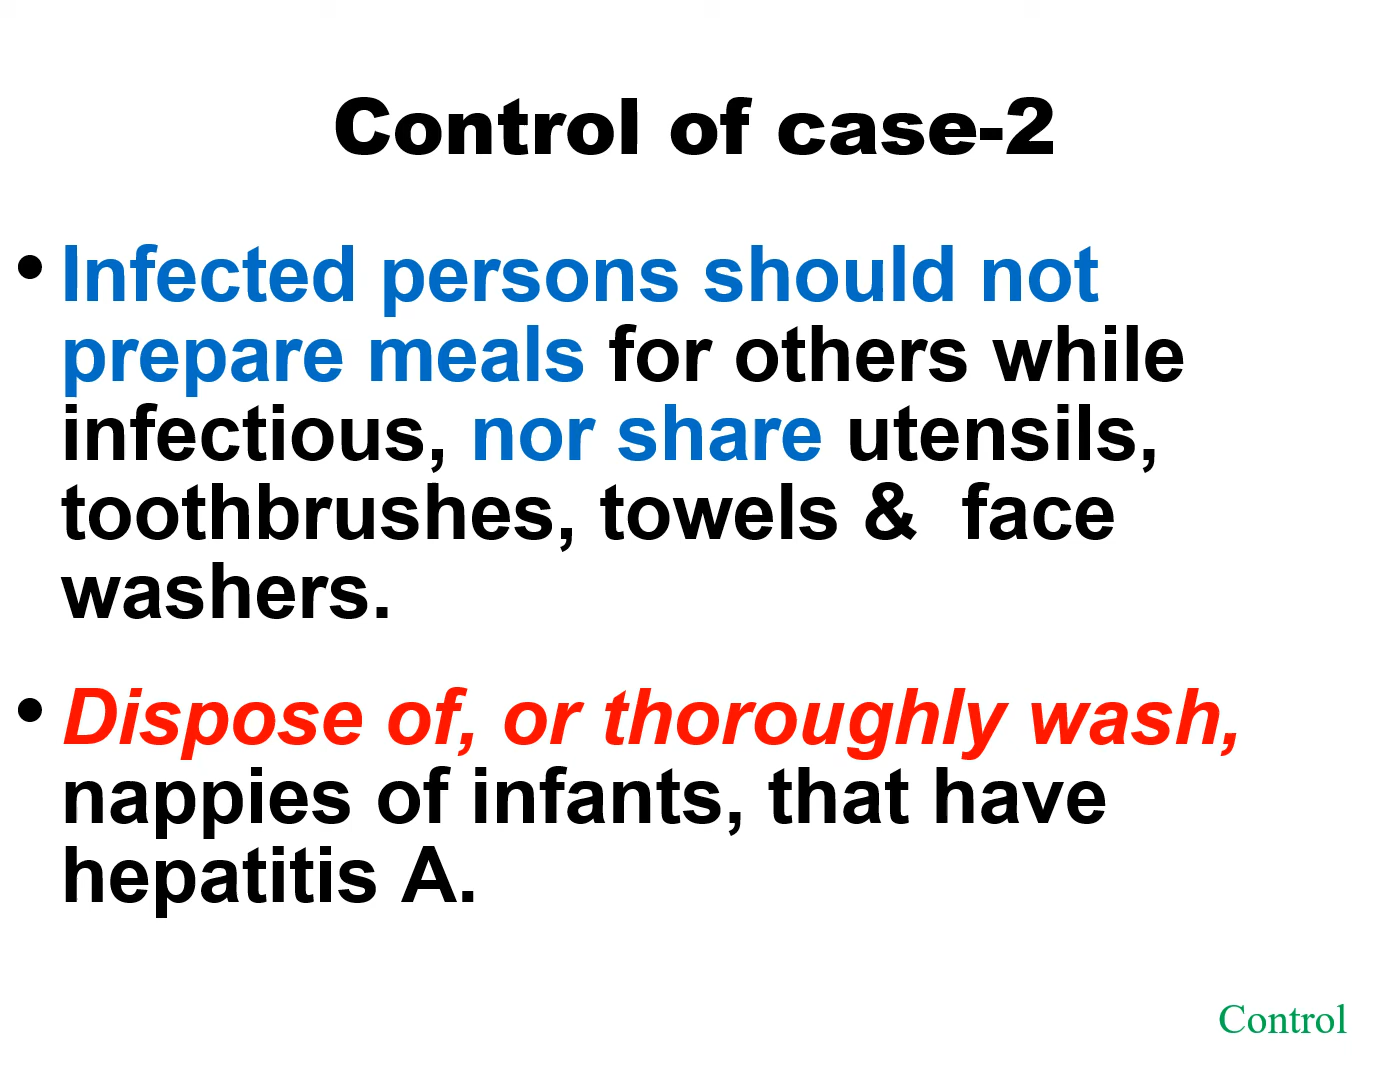 Control of case-2
• Infected persons should not
prepare meals for others while
infectious, nor share utensils,
toothbrushes, towels &  face
washers.
• Dispose of, or thoroughly wash,
nappies of infants, that have
hepatitis A.
Control